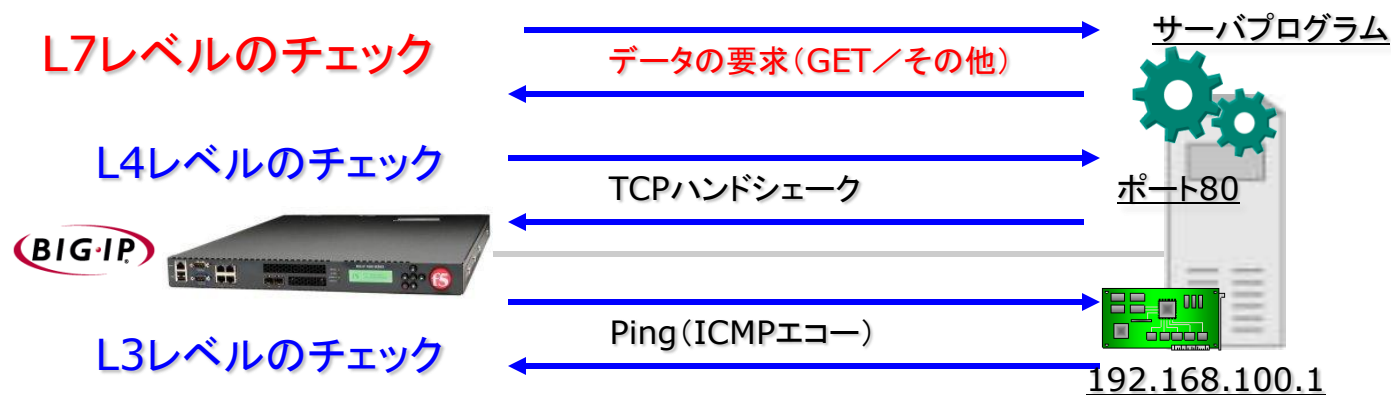 L7レベルのチェック
データの要求(GET/その他)
サーバプログラム
L4レベルのチェック
TCPハンドシェーク
ポート80
BIG·IP
f5
L3レベルのチェック
Ping(ICMPエコー)
192.168.100.1